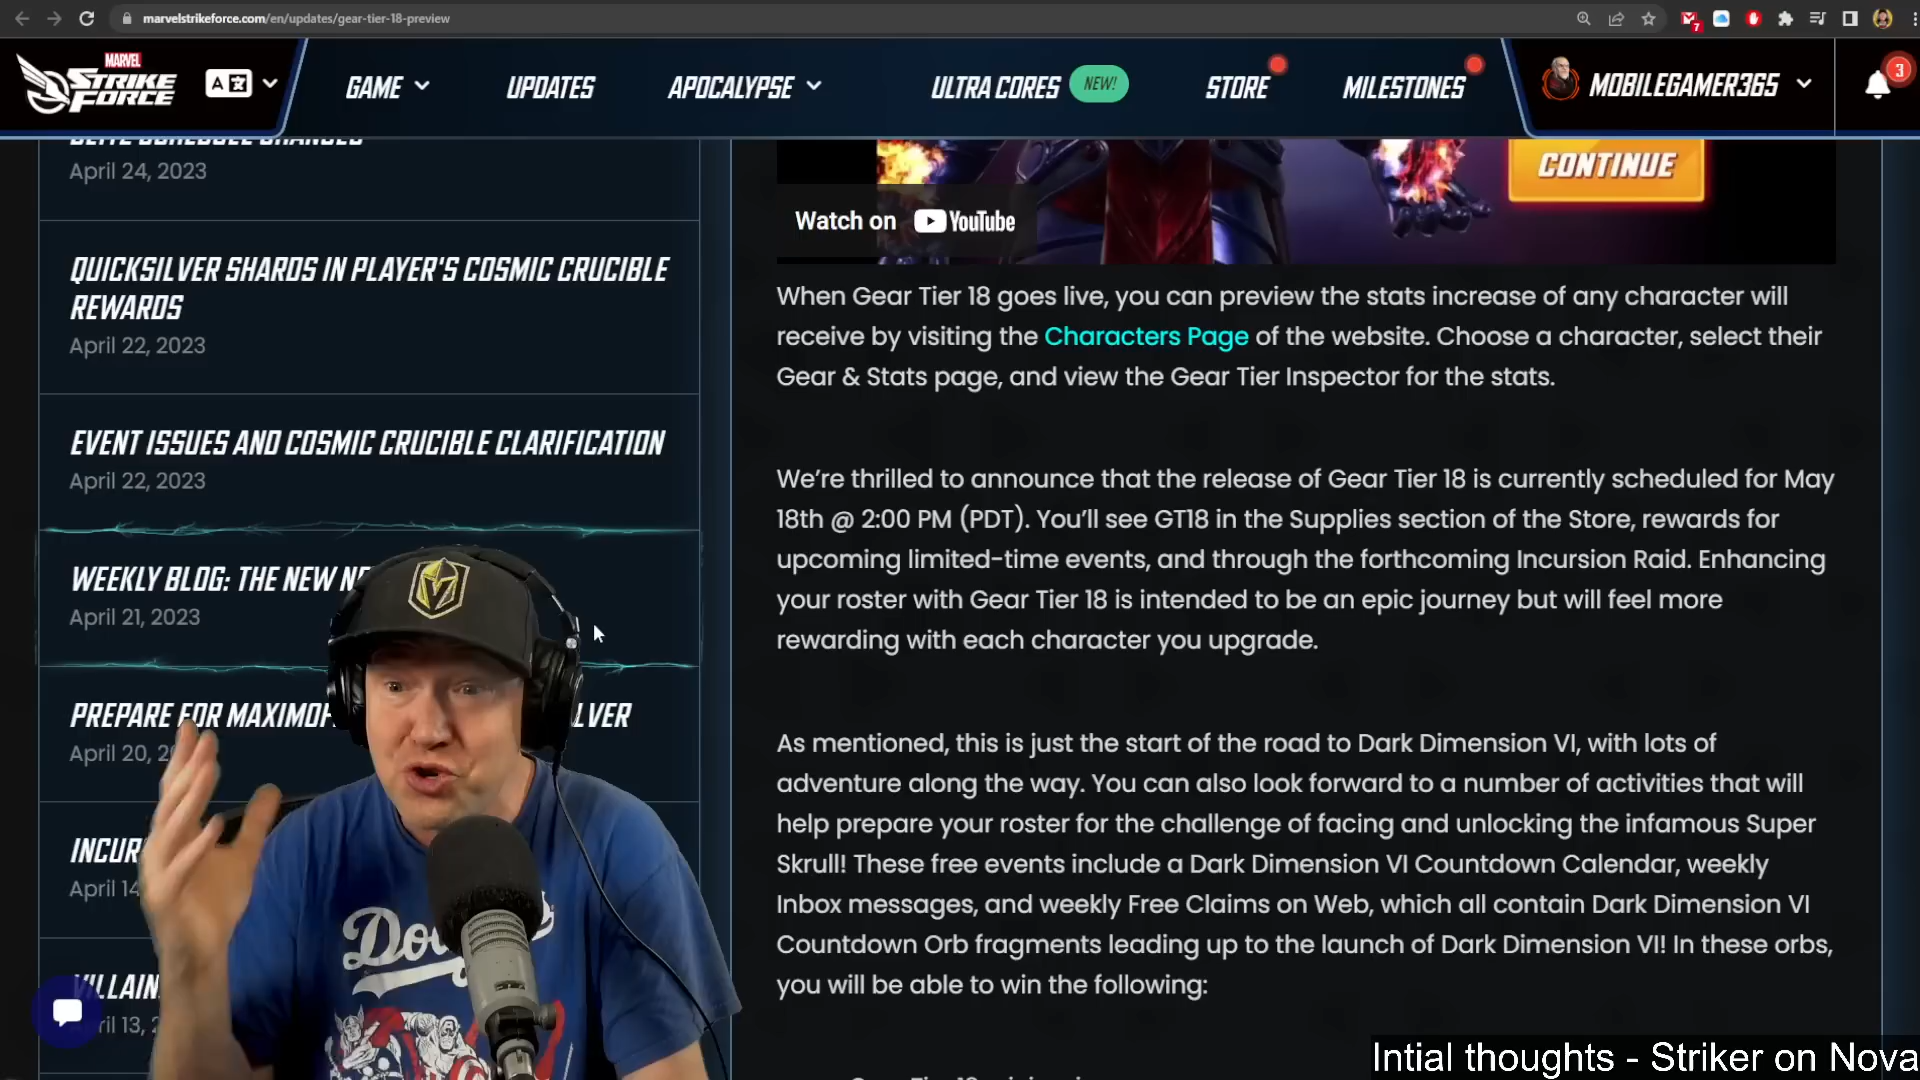 marvelstrikeforce.com/en/updates/gear-tier-18-preview
7
MARVEL
STRIKE
FORCE
GAME
UPDATES
APOCALYPSE
ULTRA CORES
NEW!
STORE
MILESTONES
MOBILEGAMER365
3
April 24, 2023
QUICKSILVER SHARDS IN PLAYER'S COSMIC CRUCIBLE
REWARDS
April 22, 2023
EVENT ISSUES AND COSMIC CRUCIBLE CLARIFICATION
April 22, 2023
WEEKLY BLOG: THE NEW
April 21, 2023
PREPARE FOR
April 20,
April
April 13,
CONTINUE
Watch on YouTube
When Gear Tier 18 goes live, you can preview the stats increase of any character will
receive by visiting the Characters Page of the website. Choose a character, select their
Gear & Stats page, and view the Gear Tier Inspector for the stats.
We're thrilled to announce that the release of Gear Tier 18 is currently scheduled for May
18th @ 2:00 PM (PDT). You'll see GT18 in the Supplies section of the Store, rewards for
upcoming limited-time events, and through the forthcoming Incursion Raid. Enhancing
your roster with Gear Tier 18 is intended to be an epic journey but will feel more
rewarding with each character you upgrade.
As mentioned, this is just the start of the road to Dark Dimension VI, with lots of
adventure along the way. You can also look forward to a number of activities that will
help prepare your roster for the challenge of facing and unlocking the infamous Super
Skrull! These free events include a Dark Dimension VI Countdown Calendar, weekly
Inbox messages, and weekly Free Claims on Web, which all contain Dark Dimension VI
Countdown Orb fragments leading up to the launch of Dark Dimension VI! In these orbs,
you will be able to win the following:
Intial thoughts - Striker on Nova